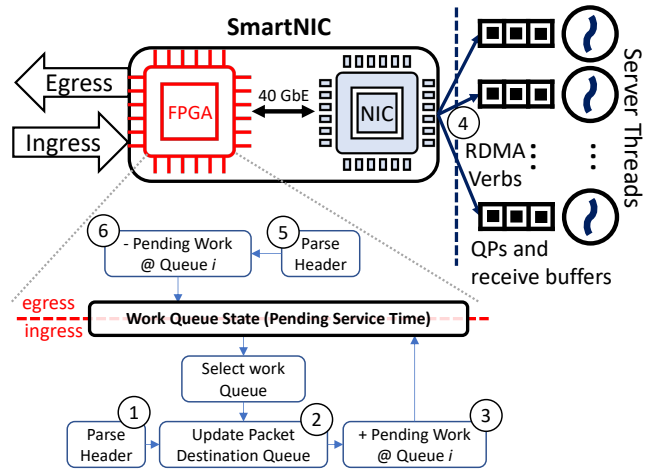 SmartNIC
Egress
Ingress
FPGA
40 GbE
NIC
4
RDMA
Verbs
Server Threads
QPs and
receive buffers
6
- Pending Work
@ Queue i
5
Parse
Header
egress
ingress
Work Queue State (Pending Service Time)
Select work
Queue
1
Parse
Header
2
Update Packet
Destination Queue
3
+ Pending Work
@ Queue i